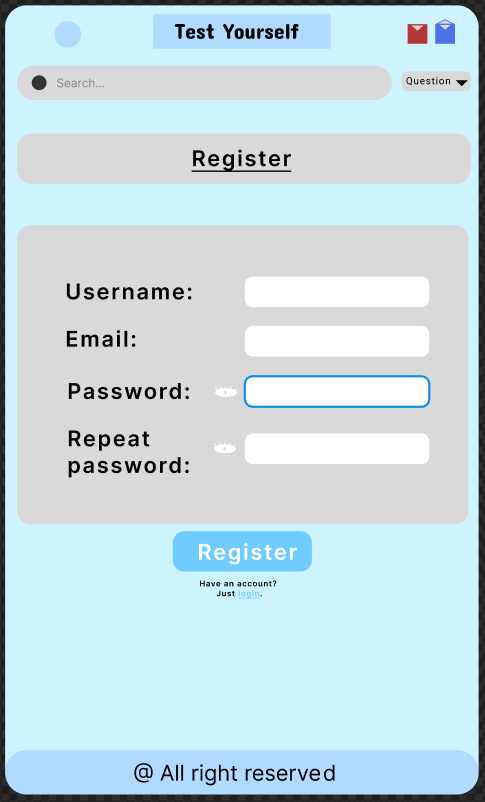 Test Yourself
Search...
Question
Register
Username:
Email:
Password:
Repeat
password:
Register
Have an account?
Just login.
@ All right reserved